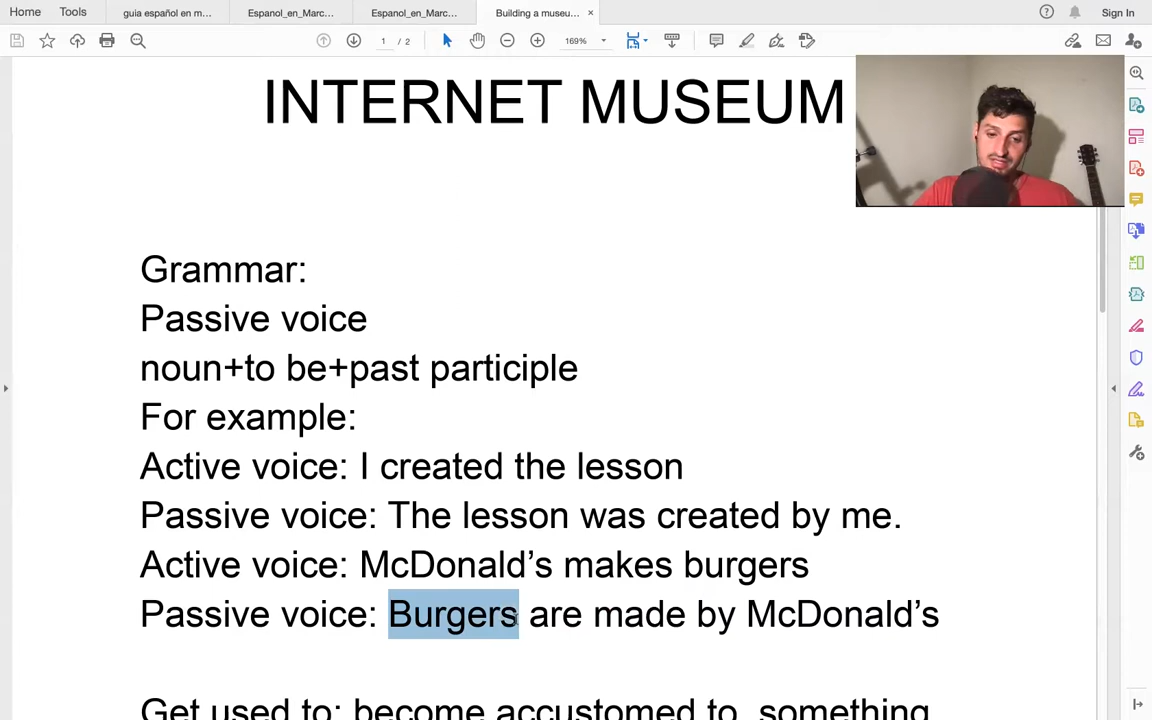 Home
Tools
guia español en m...
Espanol_en_Marc...
Espanol_en_Marc...
Building a museu...
Sign In
1 / 2
169%
INTERNET MUSEUM
Grammar:
Passive voice
noun+to be+past participle
For example:
Active voice: I created the lesson
Passive voice: The lesson was created by me.
Active voice: McDonald’s makes burgers
Passive voice: Burgers are made by McDonald’s
Get used to: become accustomed to, something